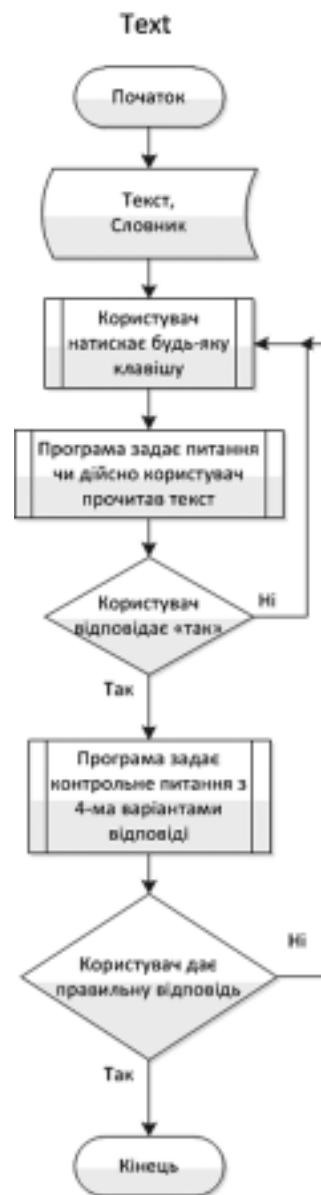 Text
Початок
Текст,
Словник
Користувач
натискає будь-яку
клавішу
Програма задає питання
чи дійсно користувач
прочитав текст
Користувач
відповідає «так»
Ні
Так
Програма задає
контрольне питання з
4-ма варіантами
відповіді
Ні
Користувач дає
правильну відповідь
Так
Кінець